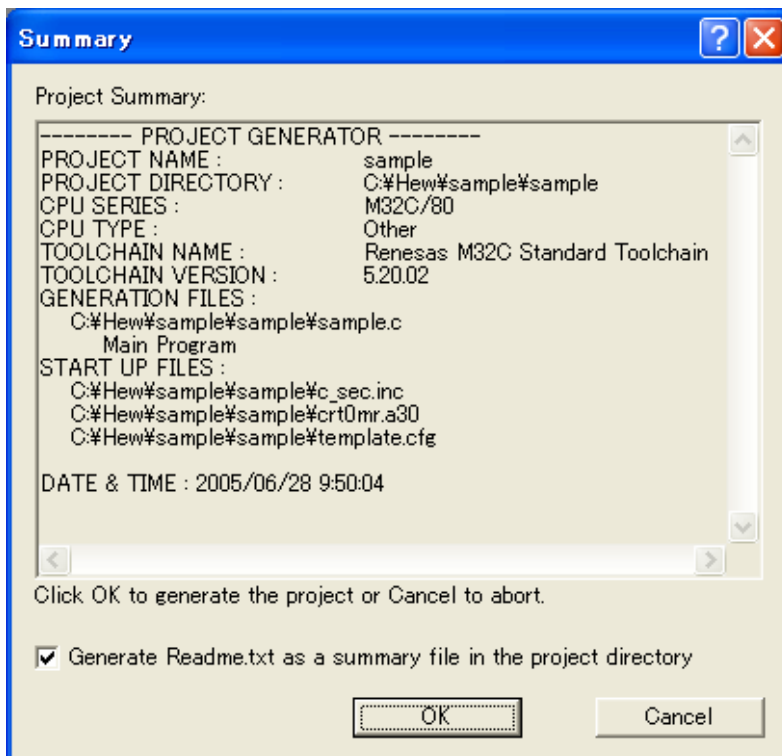 Summary
Project Summary:
-------- PROJECT GENERATOR --------
PROJECT NAME : sample
PROJECT DIRECTORY : C:¥Hew¥sample¥sample
CPU SERIES : M32C/80
CPU TYPE : Other
TOOLCHAIN NAME : Renesas M32C Standard Toolchain
TOOLCHAIN VERSION : 5.20.02
GENERATION FILES :
C:¥Hew¥sample¥sample¥sample.c
Main Program
START UP FILES :
C:¥Hew¥sample¥sample¥c_sec.inc
C:¥Hew¥sample¥sample¥crt0mr.a30
C:¥Hew¥sample¥sample¥template.cfg
DATE & TIME : 2005/06/28 9:50:04
Click OK to generate the project or Cancel to abort.
Generate Readme.txt as a summary file in the project directory
OK Cancel